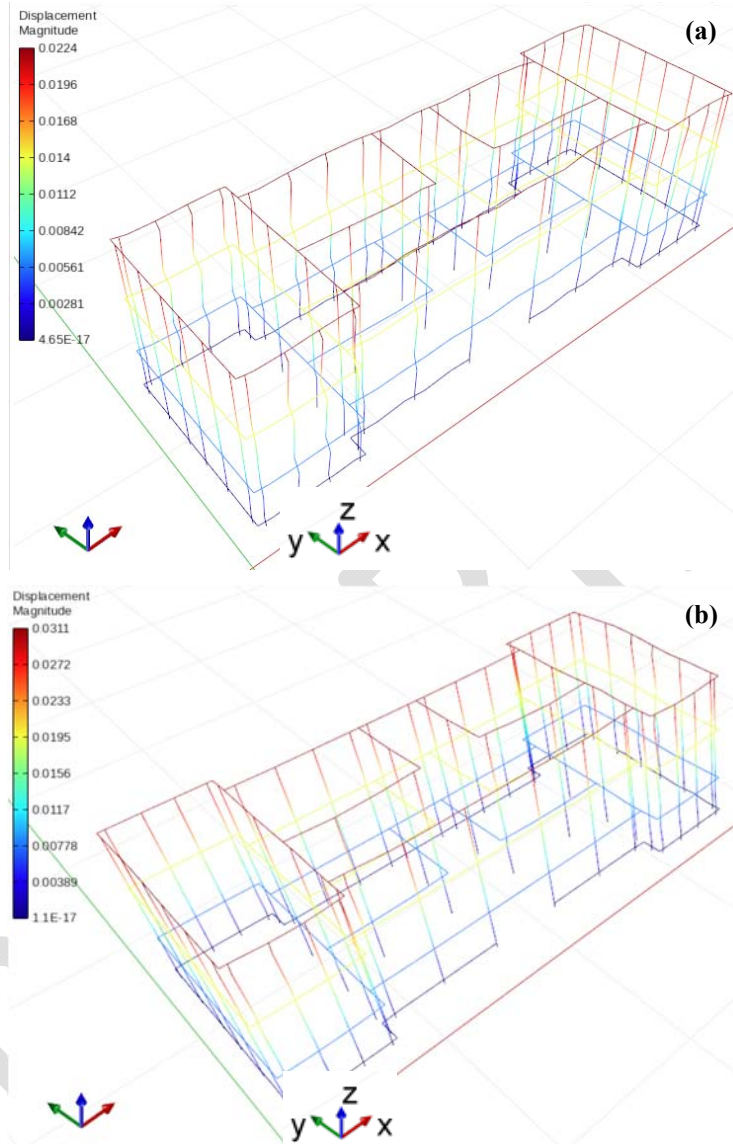 Displacement
Magnitude
(a)
0.0224
0.0196
0.0168
0.014
0.0112
0.00842
0.00561
0.00281
4.65E-17
z
y
x
Displacement
Magnitude
(b)
0.0311
0.0272
0.0233
0.0195
0.0156
0.0117
0.00778
0.00389
1.1E-17
z
y
x